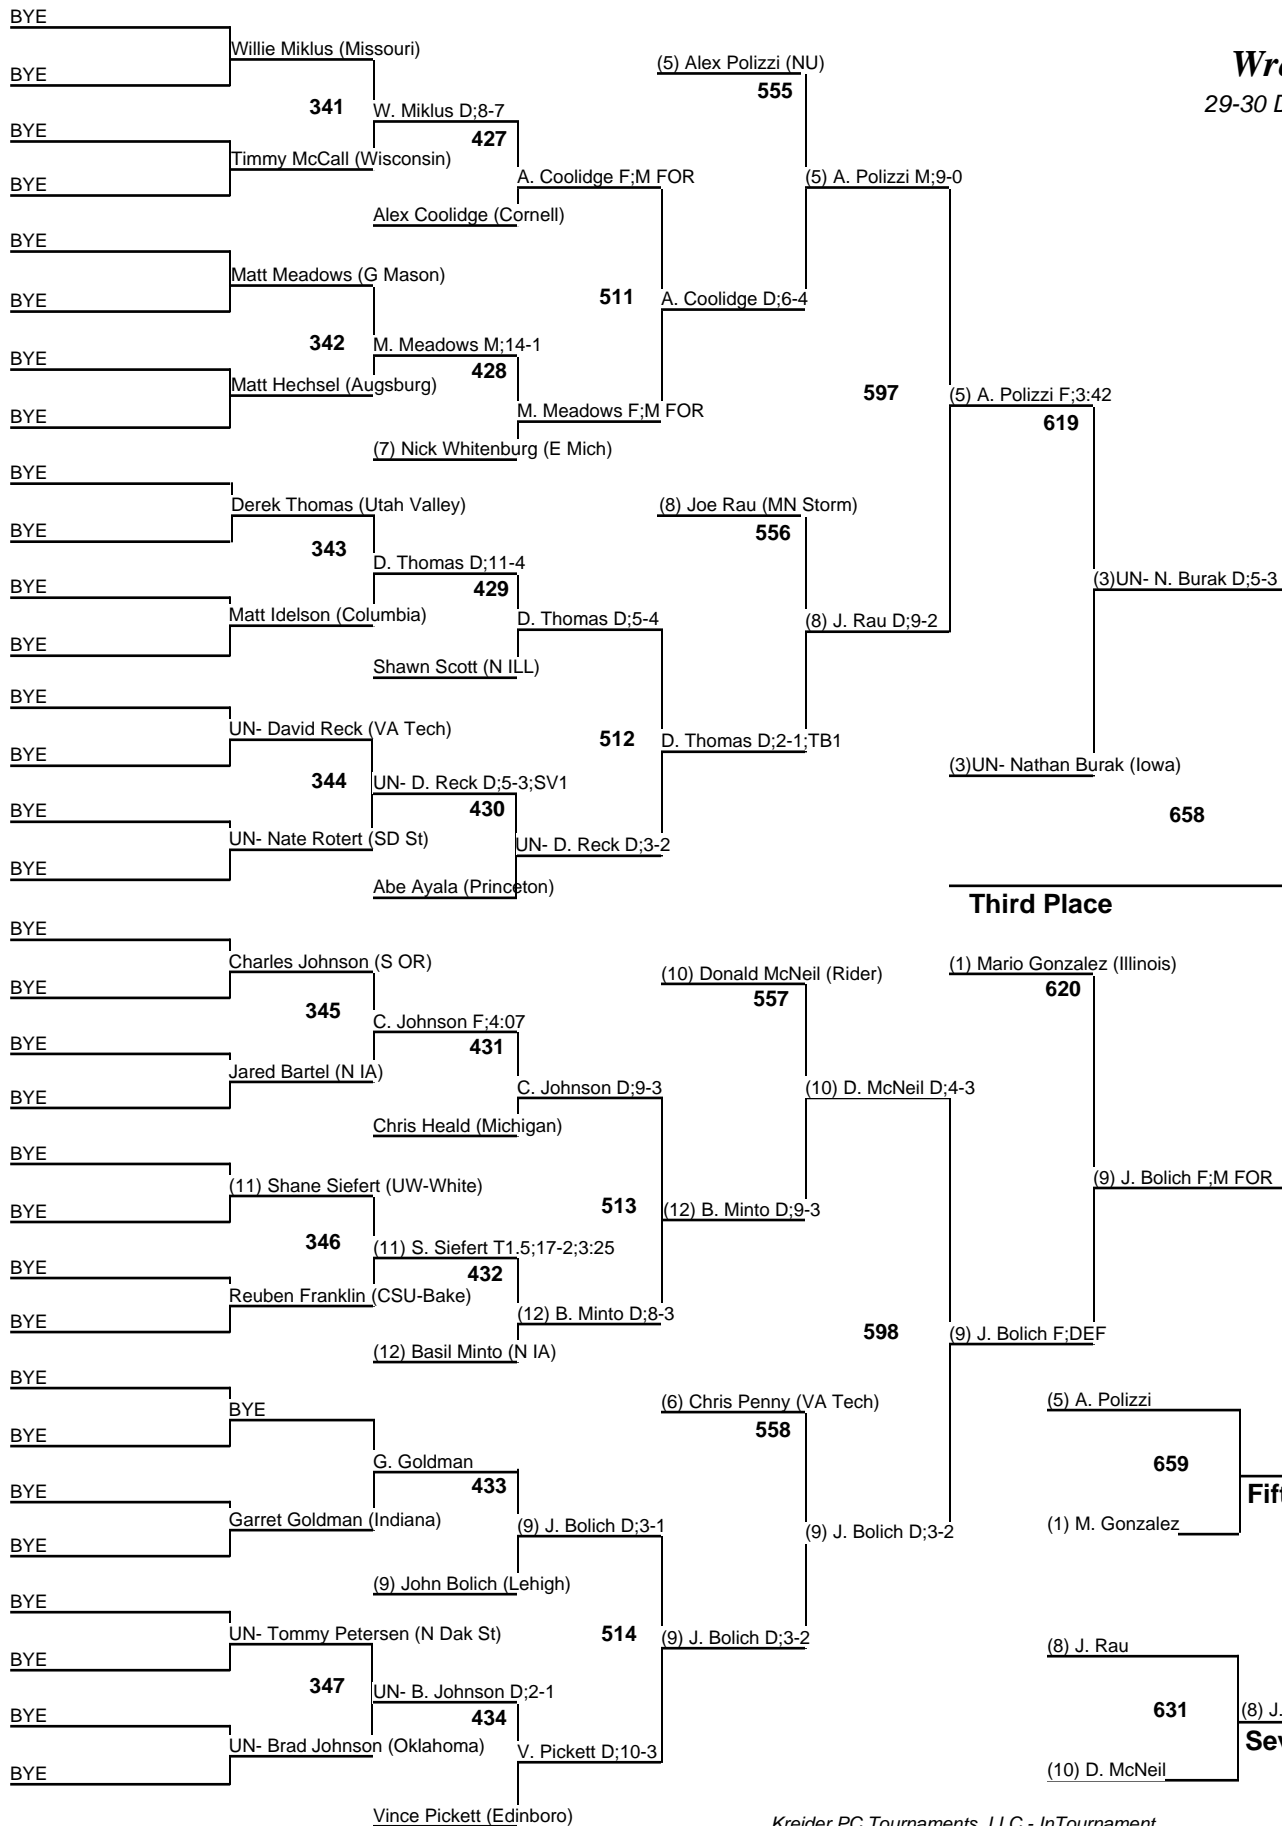 BYE
Willie Miklus (Missouri)
(5) Alex Polizzi (NU)
BYE
555
29-30
341
W. Miklus D;8-7
BYE
427
Timmy McCall (Wisconsin)
A. Coolidge F;M FOR
(5) A. Polizzi M;9-0
BYE
Alex Coolidge (Cornell)
BYE
Matt Meadows (G Mason)
BYE
511
A. Coolidge D;6-4
342
M. Meadows M;14-1
BYE
428
Matt Hechsel (Augsburg)
597
(5) A. Polizzi F;3:42
BYE
M. Meadows F;M FOR
619
(7) Nick Whitenburg (E Mich)
BYE
Derek Thomas (Utah Valley)
(8) Joe Rau (MN Storm)
BYE
556
343
D. Thomas D;11-4
BYE
429
(3)UN- N. Burak D;5-3
Matt Idelson (Columbia)
D. Thomas D;5-4
(8) J. Rau D;9-2
BYE
Shawn Scott (N ILL)
BYE
UN- David Reck (VA Tech)
512
D. Thomas D;2-1;TB1
BYE
(3)UN- Nathan Burak (Iowa)
344
UN- D. Reck D;5-3;SV1
BYE
430
658
UN- Nate Rotert (SD St)
UN- D. Reck D;3-2
BYE
Abe Ayala (Princeton)
Third Place
BYE
Charles Johnson (S OR)
(10) Donald McNeil (Rider)
(1) Mario Gonzalez (Illinois)
BYE
557
620
345
C. Johnson F;4:07
BYE
431
Jared Bartel (N IA)
C. Johnson D;9-3
(10) D. McNeil D;4-3
BYE
Chris Heald (Michigan)
BYE
(11) Shane Siefert (UW-White)
(9) J. Bolich F;M FOR
BYE
513
(12) B. Minto D;9-3
346
(11) S. Siefert T1.5;17-2;3:25
BYE
432
Reuben Franklin (CSU-Bake)
(12) B. Minto D;8-3
BYE
598
(9) J. Bolich F;DEF
(12) Basil Minto (N IA)
BYE
BYE
(6) Chris Penny (VA Tech)
(5) A. Polizzi
BYE
558
G. Goldman
659
BYE
433
Garret Goldman (Indiana)
(9) J. Bolich D;3-1
(9) J. Bolich D;3-2
(1) M. Gonzalez
BYE
(9) John Bolich (Lehigh)
BYE
UN- Tommy Petersen (N Dak St)
514
(9) J. Bolich D;3-2
(8) J. Rau
BYE
347
UN- B. Johnson D;2-1
BYE
434
631
(8) J.
UN- Brad Johnson (Oklahoma)
V. Pickett D;10-3
BYE
(10) D. McNeil
Vince Pickett (Edinboro)
Kreider PC Tournaments, LLC - InTournament